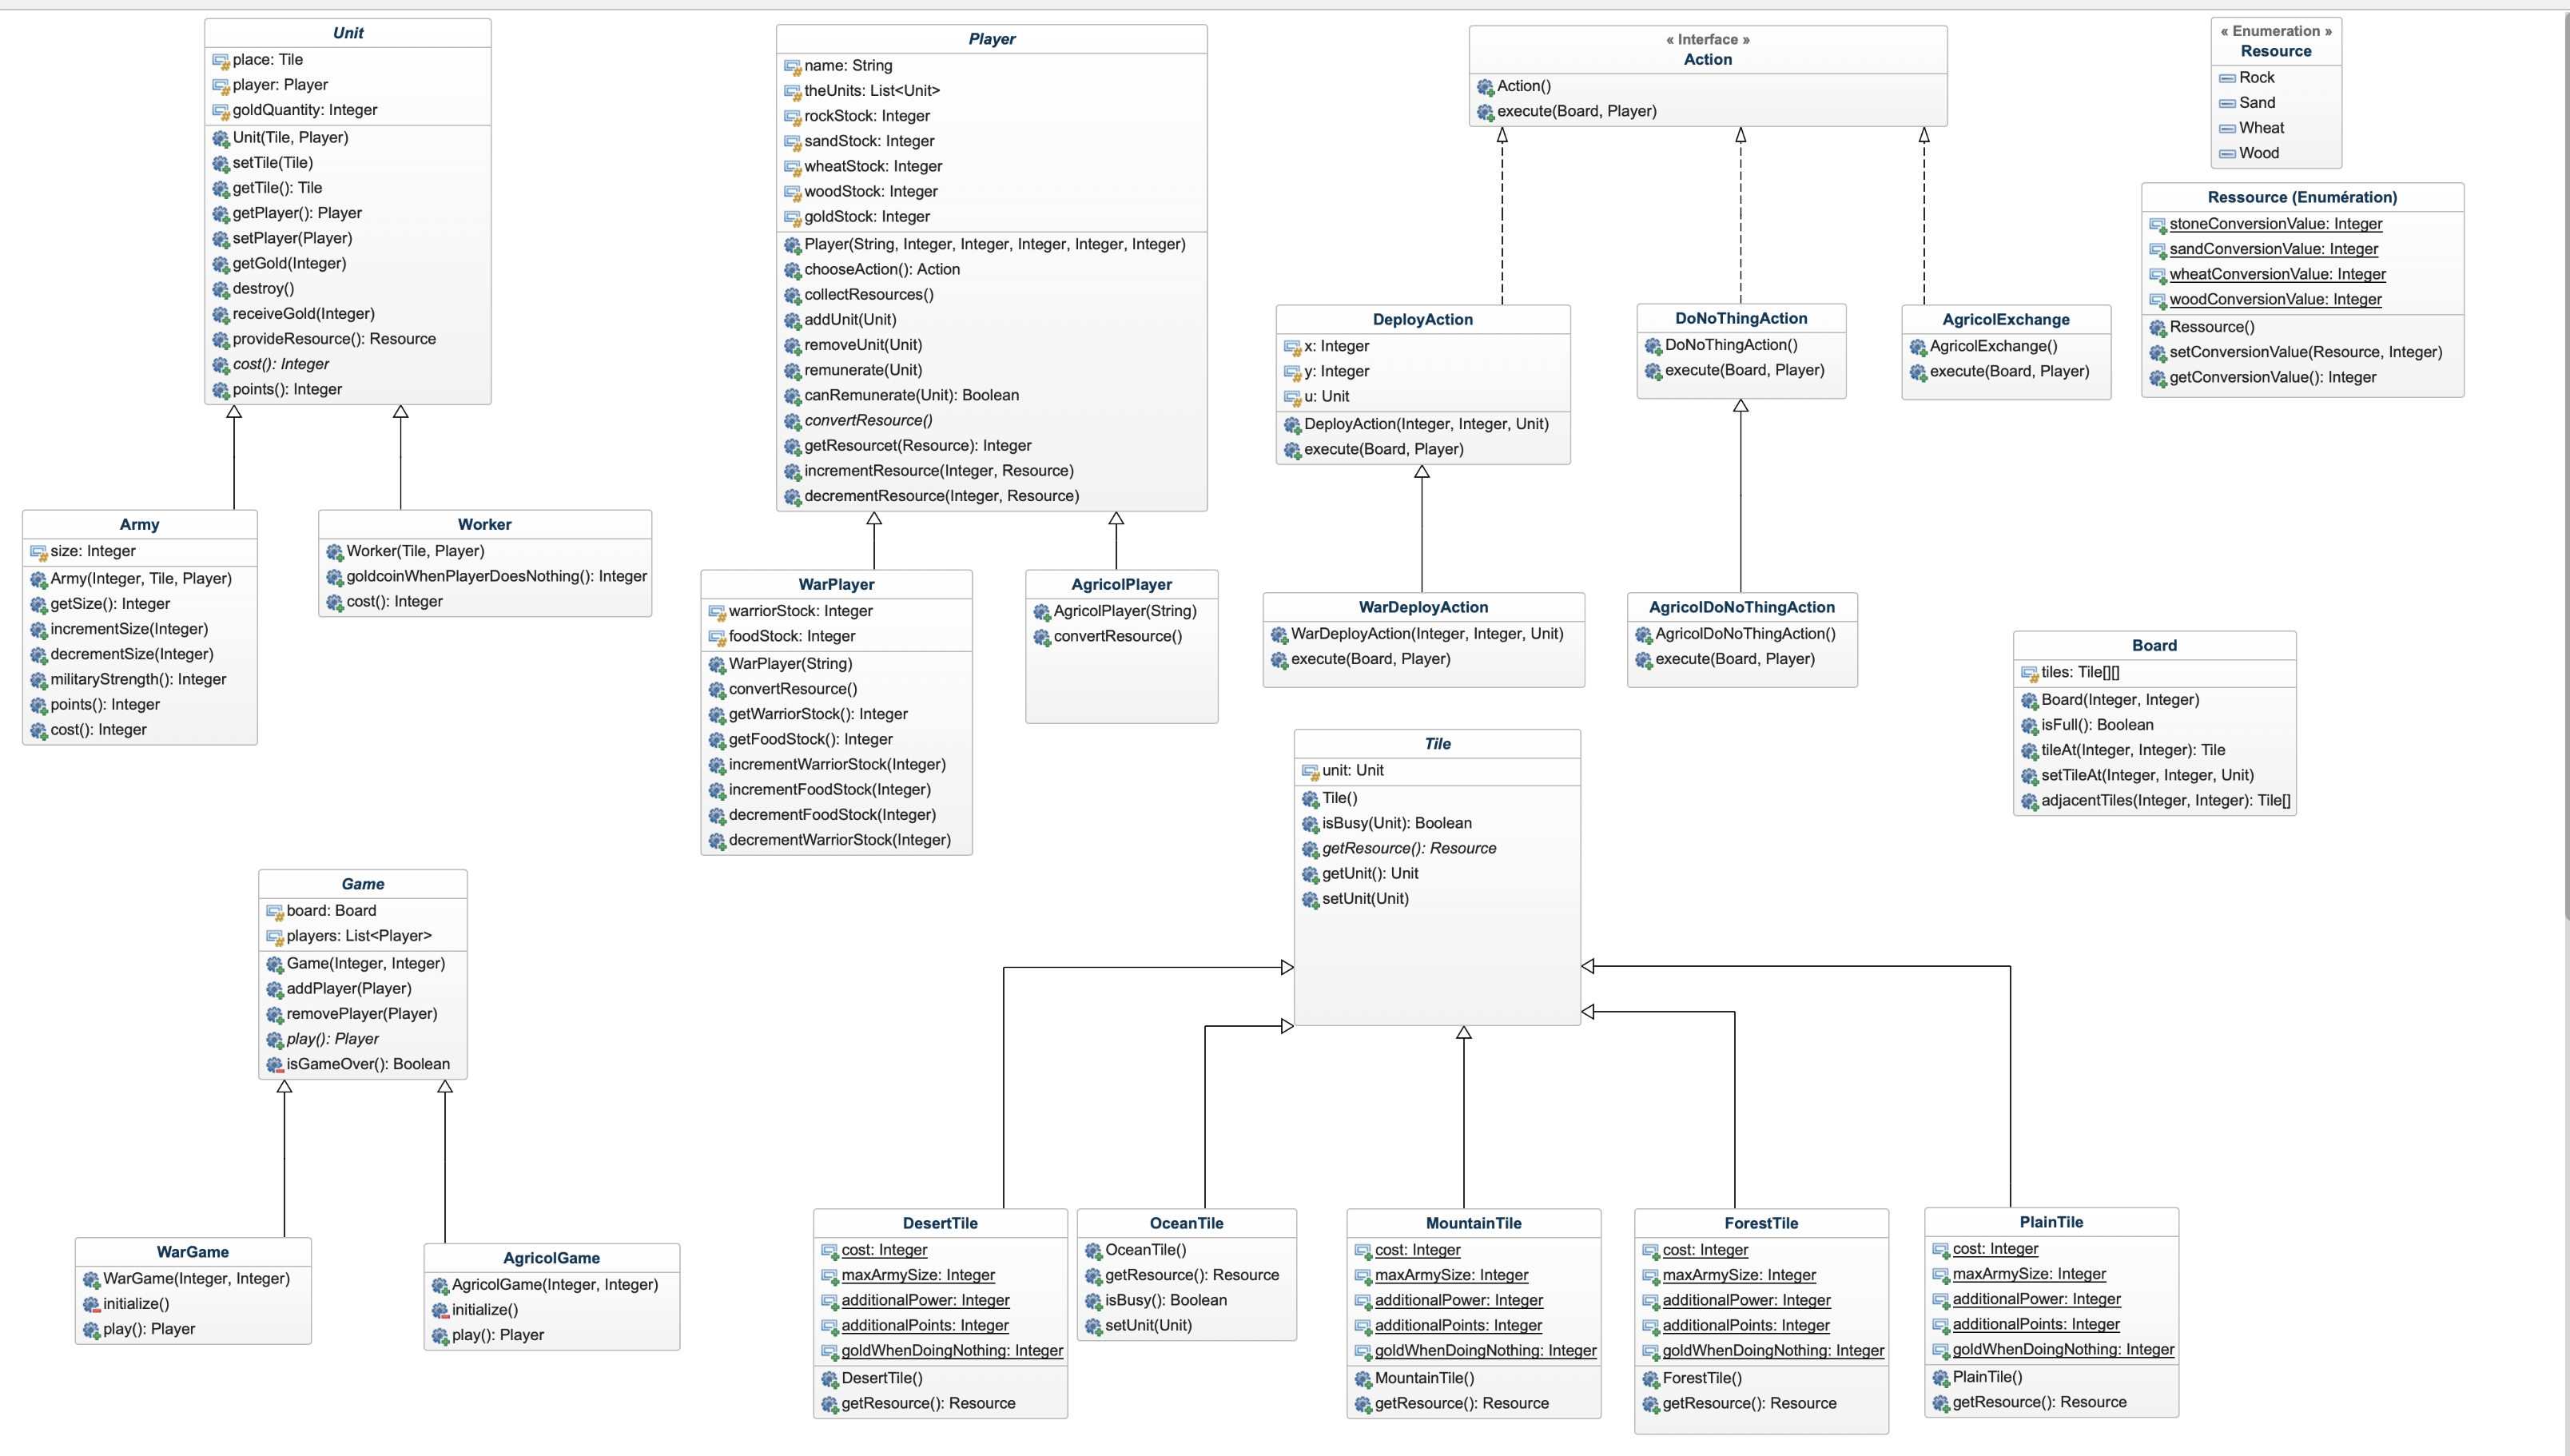 Unit
place: Tile
player: Player
goldQuantity: Integer
Unit(Tile, Player)
setTile(Tile)
getTile(): Tile
getPlayer(): Player
setPlayer(Player)
getGold(Integer)
destroy()
receiveGold(Integer)
provideResource(): Resource
cost(): Integer
points(): Integer
Player
name: String
theUnits: List<Unit>
rockStock: Integer
sandStock: Integer
wheatStock: Integer
woodStock: Integer
goldStock: Integer
Player(String, Integer, Integer, Integer, Integer, Integer)
chooseAction(): Action
collectResources()
addUnit(Unit)
removeUnit(Unit)
remunerate(Unit)
canRemunerate(Unit): Boolean
convertResource()
getResourcet(Resource): Integer
incrementResource(Integer, Resource)
decrementResource(Integer, Resource)
« Interface »
Action
Action()
execute(Board, Player)
« Enumeration »
Resource
Rock
Sand
Wheat
Wood
Ressource (Enumération)
stoneConversionValue: Integer
sandConversionValue: Integer
wheatConversionValue: Integer
woodConversionValue: Integer
Ressource()
setConversionValue(Resource, Integer)
getConversionValue(): Integer
DeployAction
x: Integer
y: Integer
u: Unit
DeployAction(Integer, Integer, Unit)
execute(Board, Player)
DoNoThingAction
DoNoThingAction()
execute(Board, Player)
AgricolExchange
AgricolExchange()
execute(Board, Player)
Army
size: Integer
Army(Integer, Tile, Player)
getSize(): Integer
incrementSize(Integer)
decrementSize(Integer)
militaryStrength(): Integer
points(): Integer
cost(): Integer
Worker
Worker(Tile, Player)
goldcoinWhenPlayerDoesNothing(): Integer
cost(): Integer
WarPlayer
warriorStock: Integer
foodStock: Integer
WarPlayer(String)
convertResource()
getWarriorStock(): Integer
getFoodStock(): Integer
incrementWarriorStock(Integer)
incrementFoodStock(Integer)
decrementFoodStock(Integer)
decrementWarriorStock(Integer)
AgricolPlayer
AgricolPlayer(String)
convertResource()
WarDeployAction
WarDeployAction(Integer, Integer, Unit)
execute(Board, Player)
AgricolDoNoThingAction
AgricolDoNoThingAction()
execute(Board, Player)
Board
tiles: Tile[][]
Board(Integer, Integer)
isFull(): Boolean
tileAt(Integer, Integer): Tile
setTileAt(Integer, Integer, Unit)
adjacentTiles(Integer, Integer): Tile[]
Tile
unit: Unit
Tile()
isBusy(Unit): Boolean
getResource(): Resource
getUnit(): Unit
setUnit(Unit)
Game
board: Board
players: List<Player>
Game(Integer, Integer)
addPlayer(Player)
removePlayer(Player)
play(): Player
isGameOver(): Boolean
WarGame
WarGame(Integer, Integer)
initialize()
play(): Player
AgricolGame
AgricolGame(Integer, Integer)
initialize()
play(): Player
DesertTile
cost: Integer
maxArmySize: Integer
additionalPower: Integer
additionalPoints: Integer
goldWhenDoingNothing: Integer
DesertTile()
getResource(): Resource
OceanTile
OceanTile()
getResource(): Resource
isBusy(): Boolean
setUnit(Unit)
MountainTile
cost: Integer
maxArmySize: Integer
additionalPower: Integer
additionalPoints: Integer
goldWhenDoingNothing: Integer
MountainTile()
getResource(): Resource
ForestTile
cost: Integer
maxArmySize: Integer
additionalPower: Integer
additionalPoints: Integer
goldWhenDoingNothing: Integer
ForestTile()
getResource(): Resource
PlainTile
cost: Integer
maxArmySize: Integer
additionalPower: Integer
additionalPoints: Integer
goldWhenDoingNothing: Integer
PlainTile()
getResource(): Resource